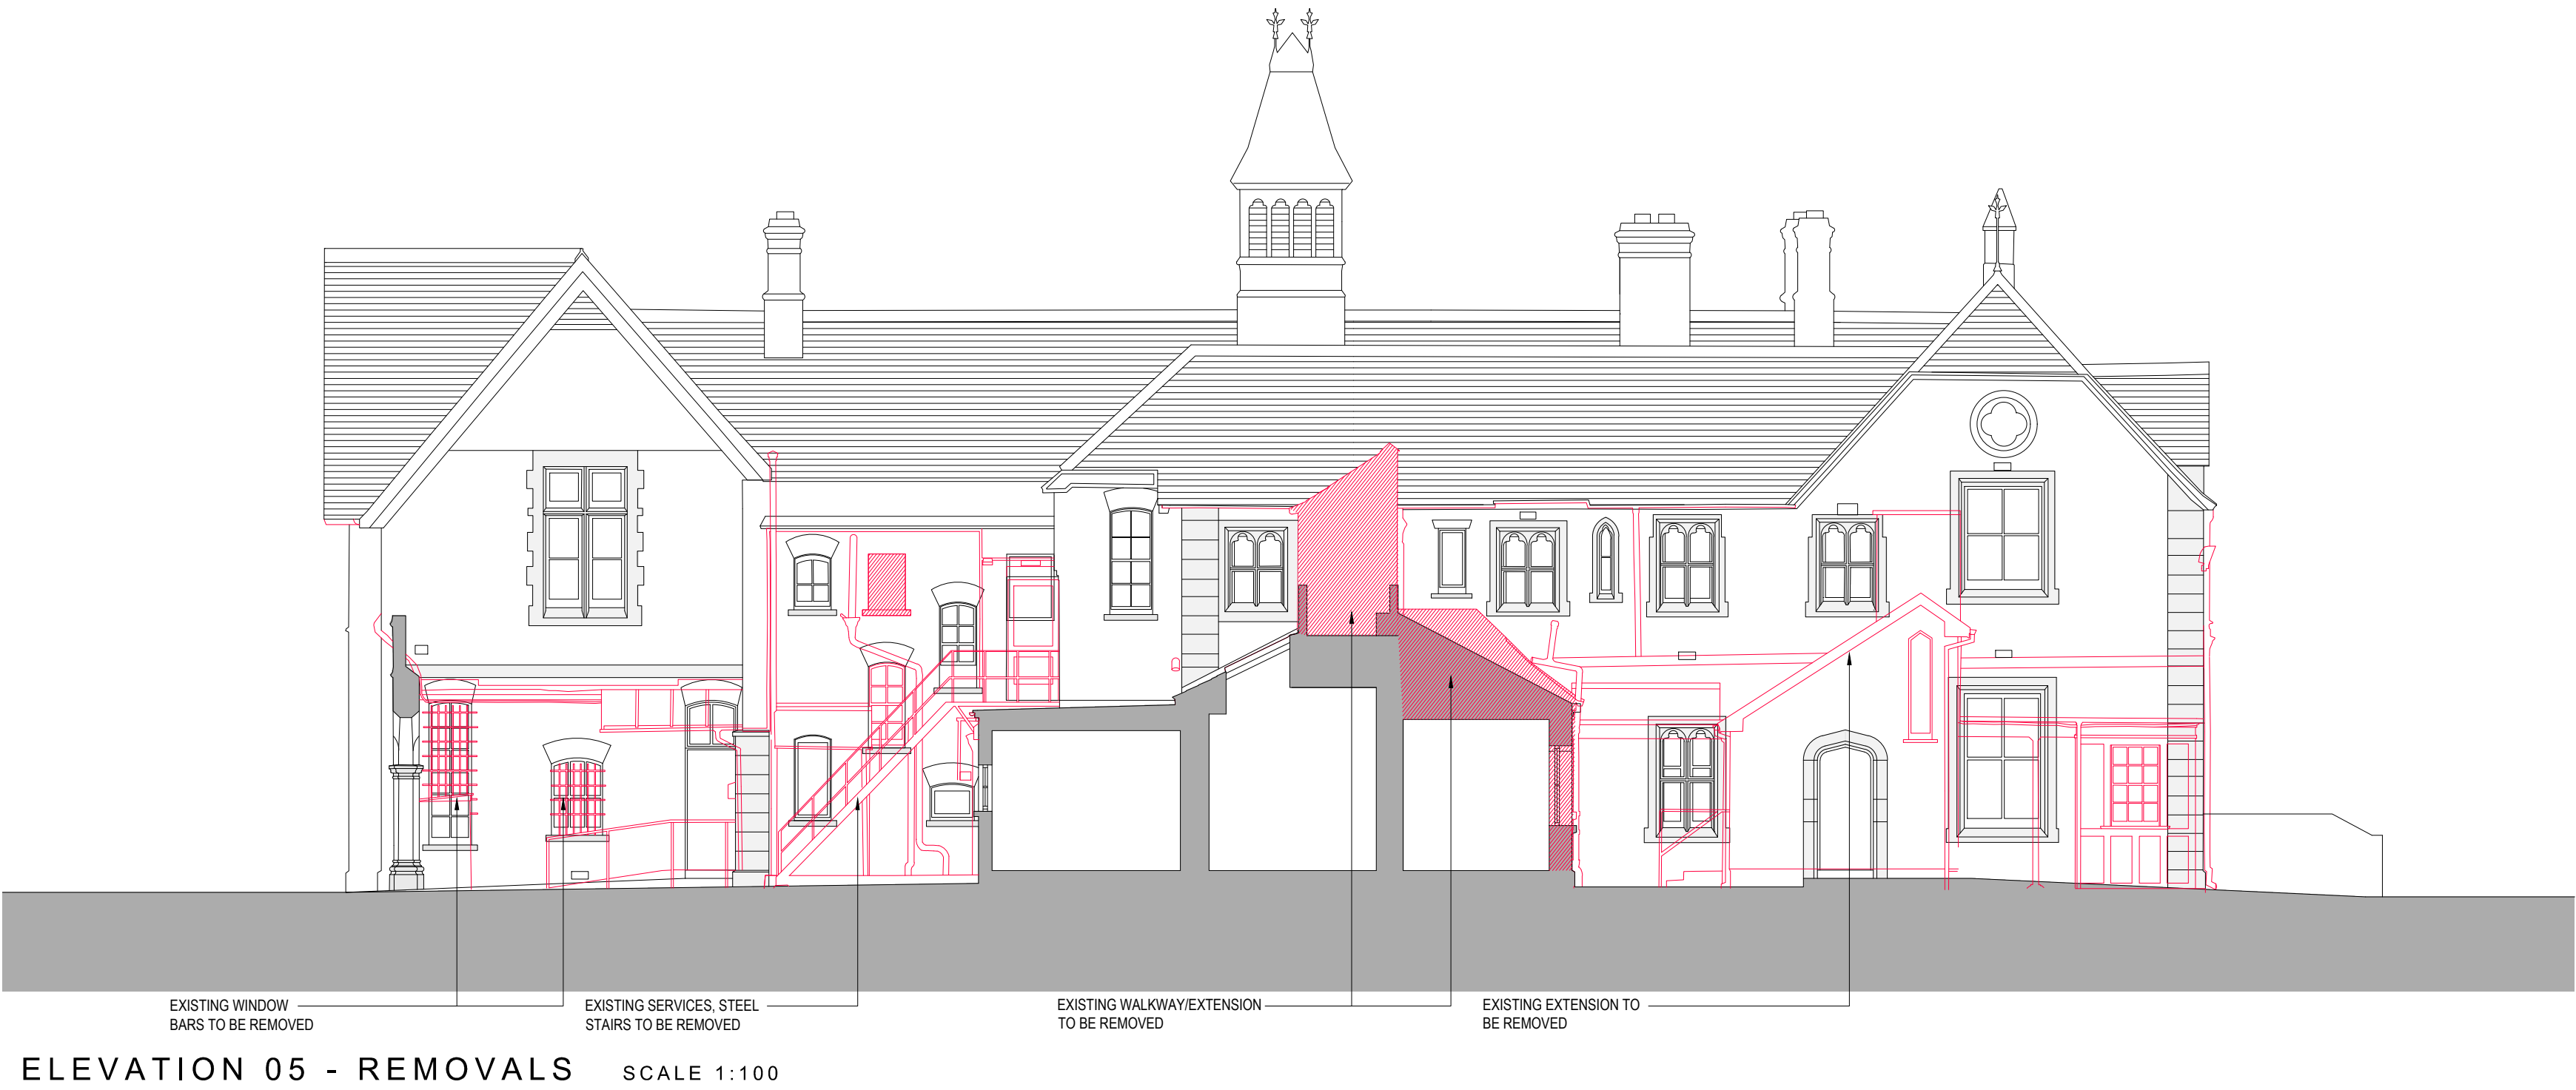 EXISTING WINDOW
BARS TO BE REMOVED
EXISTING SERVICES, STEEL
STAIRS TO BE REMOVED
EXISTING WALKWAY/EXTENSION
TO BE REMOVED
EXISTING EXTENSION TO
BE REMOVED
ELEVATION 05 - REMOVALS SCALE 1:100